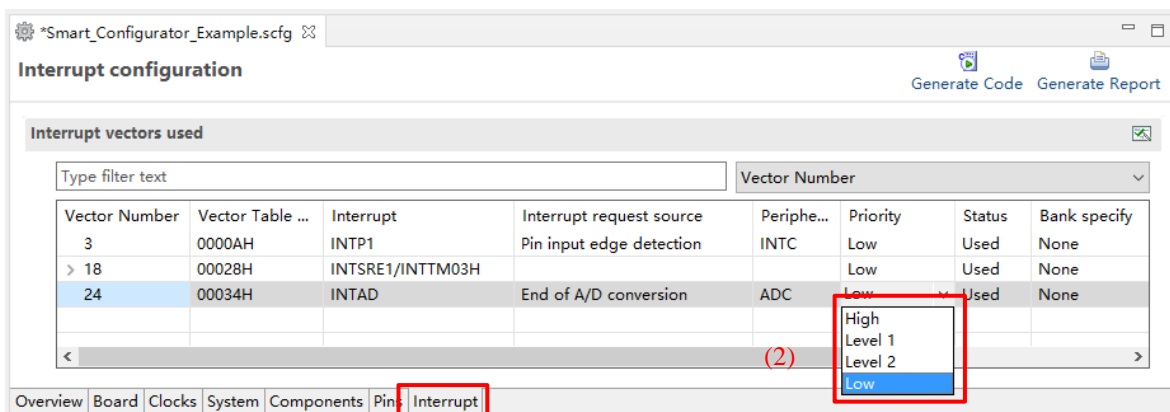 *Smart_Configurator_Example.scfg
Interrupt configuration
Generate Code Generate Report
Interrupt vectors used
Type filter text Vector Number
Vector Number Vector Table ... Interrupt Interrupt request source Periphe... Priority Status Bank specify
3 0000AH INTP1 Pin input edge detection INTC Low Used None
> 18 00028H INTSRE1/INTTM03H Low Used None
24 00034H INTAD End of A/D conversion ADC Low Used None
High
Level 1
(2) Level 2
Low
Overview Board Clocks System Components Pins Interrupt